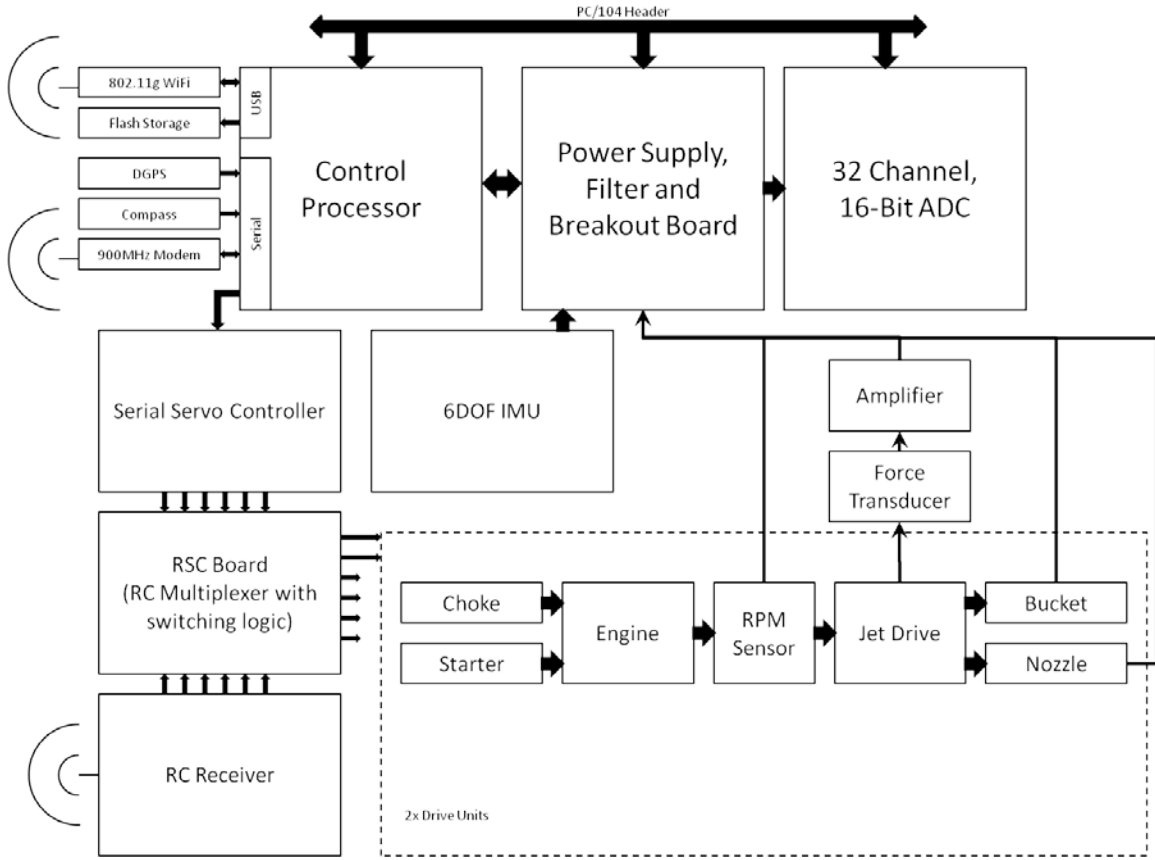 PC/104 Header
802.11g WiFi
Flash Storage
USB
DGPS
Compass
900MHz Modem
Serial
Control
Processor
Power Supply,
Filter and
Breakout Board
32 Channel,
16-Bit ADC
Serial Servo Controller
6DOF IMU
Amplifier
Force
Transducer
RSC Board
(RC Multiplexer with
switching logic)
Choke
Starter
Engine
RPM
Sensor
Jet Drive
Bucket
Nozzle
RC Receiver
2x Drive Units